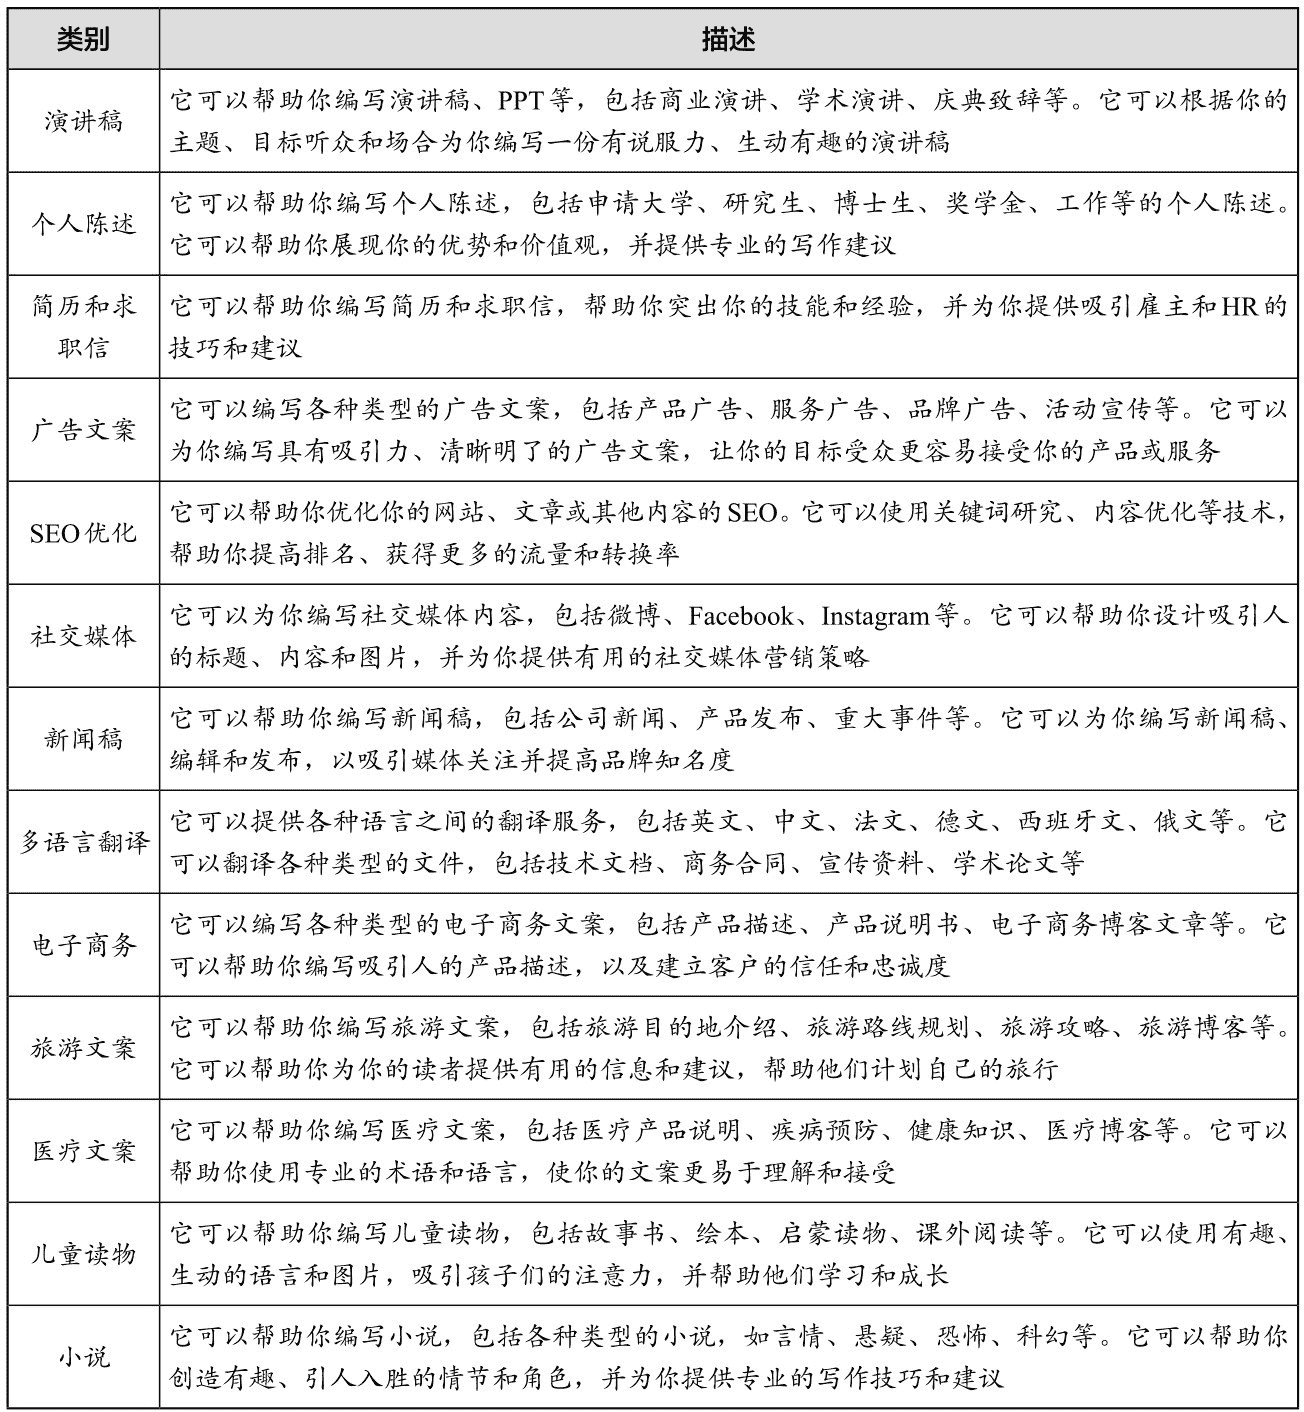 类别
描述
演讲稿
它可以帮助你编写演讲稿、PPT等，包括商业演讲、学术演讲、庆典致辞等。它可以根据你的
主题、目标听众和场合为你编写一份有说服力、生动有趣的演讲稿
个人陈述
它可以帮助你编写个人陈述，包括申请大学、研究生、博士生、奖学金、工作等的个人陈述。
它可以帮助你展现你的优势和价值观，并提供专业的写作建议
简历和求
职信
它可以帮助你编写简历和求职信，帮助你突出你的技能和经验，并为你提供吸引雇主和HR的
技巧和建议
广告文案
它可以编写各种类型的广告文案，包括产品广告、服务广告、品牌广告、活动宣传等。它可以
为你编写具有吸引力、清晰明了的广告文案，让你的目标受众更容易接受你的产品或服务
SEO优化
它可以帮助你优化你的网站、文章或其他内容的SEO。它可以使用关键词研究、内容优化等技术，
帮助你提高排名、获得更多的流量和转换率
社交媒体
它可以为你编写社交媒体内容，包括微博、Facebook、Instagram等。它可以帮助你设计吸引人
的标题、内容和图片，并为你提供有用的社交媒体营销策略
新闻稿
它可以帮助你编写新闻稿，包括公司新闻、产品发布、重大事件等。它可以为你编写新闻稿、
编辑和发布，以吸引媒体关注并提高品牌知名度
多语言翻译
它可以提供各种语言之间的翻译服务，包括英文、中文、法文、德文、西班牙文、俄文等。它
可以翻译各种类型的文件，包括技术文档、商务合同、宣传资料、学术论文等
电子商务
它可以编写各种类型的电子商务文案，包括产品描述、产品说明书、电子商务博客文章等。它
可以帮助你编写吸引人的产品描述，以及建立客户的信任和忠诚度
旅游文案
它可以帮助你编写旅游文案，包括旅游目的地介绍、旅游路线规划、旅游攻略、旅游博客等。
它可以帮助你为你的读者提供有用的信息和建议，帮助他们计划自己的旅行
医疗文案
它可以帮助你编写医疗文案，包括医疗产品说明、疾病预防、健康知识、医疗博客等。它可以
帮助你使用专业的术语和语言，使你的文案更易于理解和接受
儿童读物
它可以帮助你编写儿童读物，包括故事书、绘本、启蒙读物、课外阅读等。它可以使用有趣、
生动的语言和图片，吸引孩子们的注意力，并帮助他们学习和成长
小说
它可以帮助你编写小说，包括各种类型的小说，如言情、悬疑、恐怖、科幻等。它可以帮助你
创造有趣、引人入胜的情节和角色，并为你提供专业的写作技巧和建议